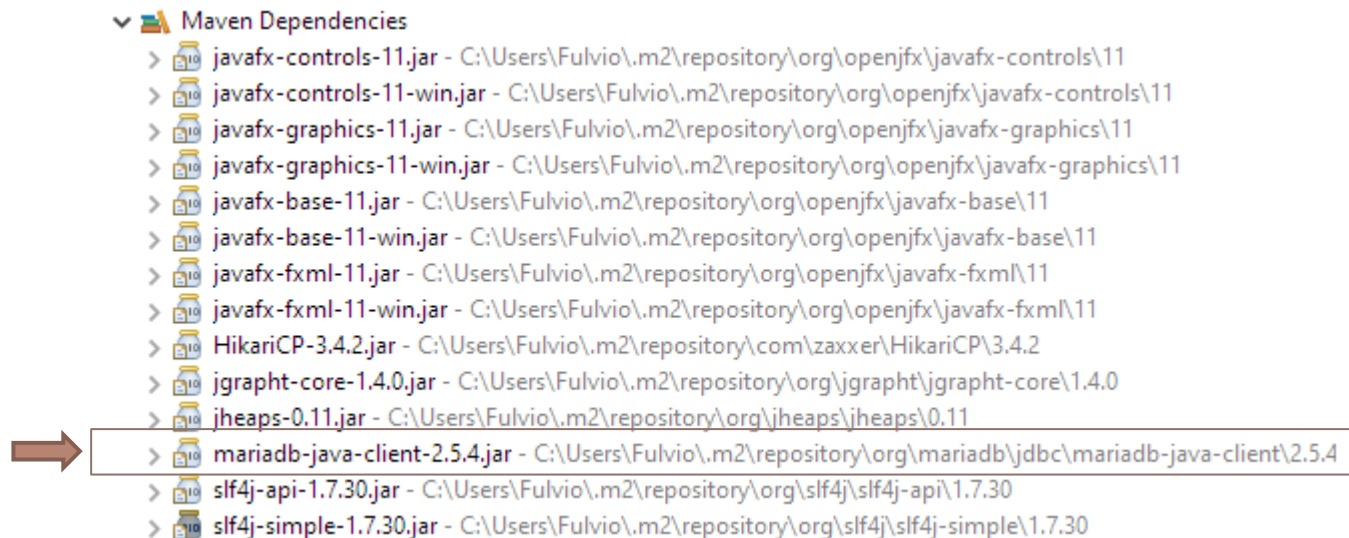 Maven Dependencies
javafx-controls-11.jar - C:\Users\Fulvio\.m2\repository\org\openjfx\javafx-controls\11
javafx-controls-11-win.jar - C:\Users\Fulvio\.m2\repository\org\openjfx\javafx-controls\11
javafx-graphics-11.jar - C:\Users\Fulvio\.m2\repository\org\openjfx\javafx-graphics\11
javafx-graphics-11-win.jar - C:\Users\Fulvio\.m2\repository\org\openjfx\javafx-graphics\11
javafx-base-11.jar - C:\Users\Fulvio\.m2\repository\org\openjfx\javafx-base\11
javafx-base-11-win.jar - C:\Users\Fulvio\.m2\repository\org\openjfx\javafx-base\11
javafx-fxml-11.jar - C:\Users\Fulvio\.m2\repository\org\openjfx\javafx-fxml\11
javafx-fxml-11-win.jar - C:\Users\Fulvio\.m2\repository\org\openjfx\javafx-fxml\11
HikariCP-3.4.2.jar - C:\Users\Fulvio\.m2\repository\com\zaxxer\HikariCP\3.4.2
jgrapht-core-1.4.0.jar - C:\Users\Fulvio\.m2\repository\org\jgrapht\jgrapht-core\1.4.0
jheaps-0.11.jar - C:\Users\Fulvio\.m2\repository\org\jheaps\jheaps\0.11
mariadb-java-client-2.5.4.jar - C:\Users\Fulvio\.m2\repository\org\mariadb\jdbc\mariadb-java-client\2.5.4
slf4j-api-1.7.30.jar - C:\Users\Fulvio\.m2\repository\org\slf4j\slf4j-api\1.7.30
slf4j-simple-1.7.30.jar - C:\Users\Fulvio\.m2\repository\org\slf4j\slf4j-simple\1.7.30